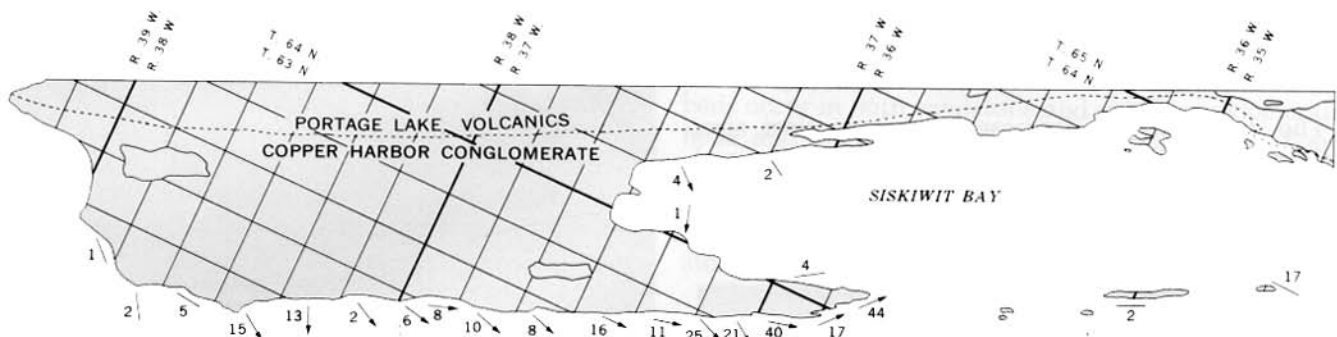 R 39 W
R 38 W
T. 64 N
T. 63 N
R 38 W.
R 37 W.
R 37 W
R 36 W
T. 65 N
T. 64 N
R 36 W
R 35 W
PORTAGE LAKE VOLCANICS
COPPER HARBOR CONGLOMERATE
SISKIWIT BAY
4
2
1
1
4
17
2
5
15
13
2
6
8
10
8
16
11
25
21
40
17
44
2